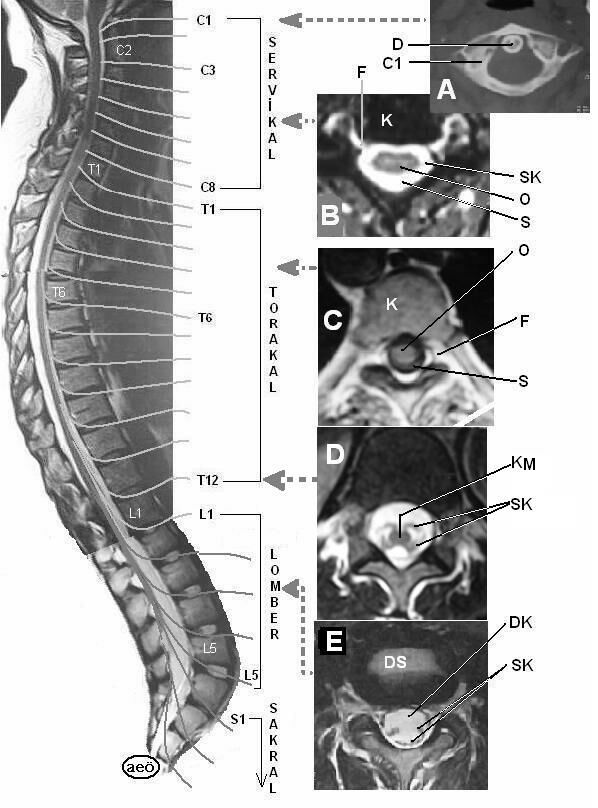 C1
C2
C3
SERVİKAL
T1
C8
T1
T6
T6
TORAKAL
T12
L1
L1
LOMBER
L5
L5
S1
SAKRAL
aeö
D
C1
A
F
K
SK
O
S
B
O
K
C
F
S
D
KM
SK
E
DK
DS
SK